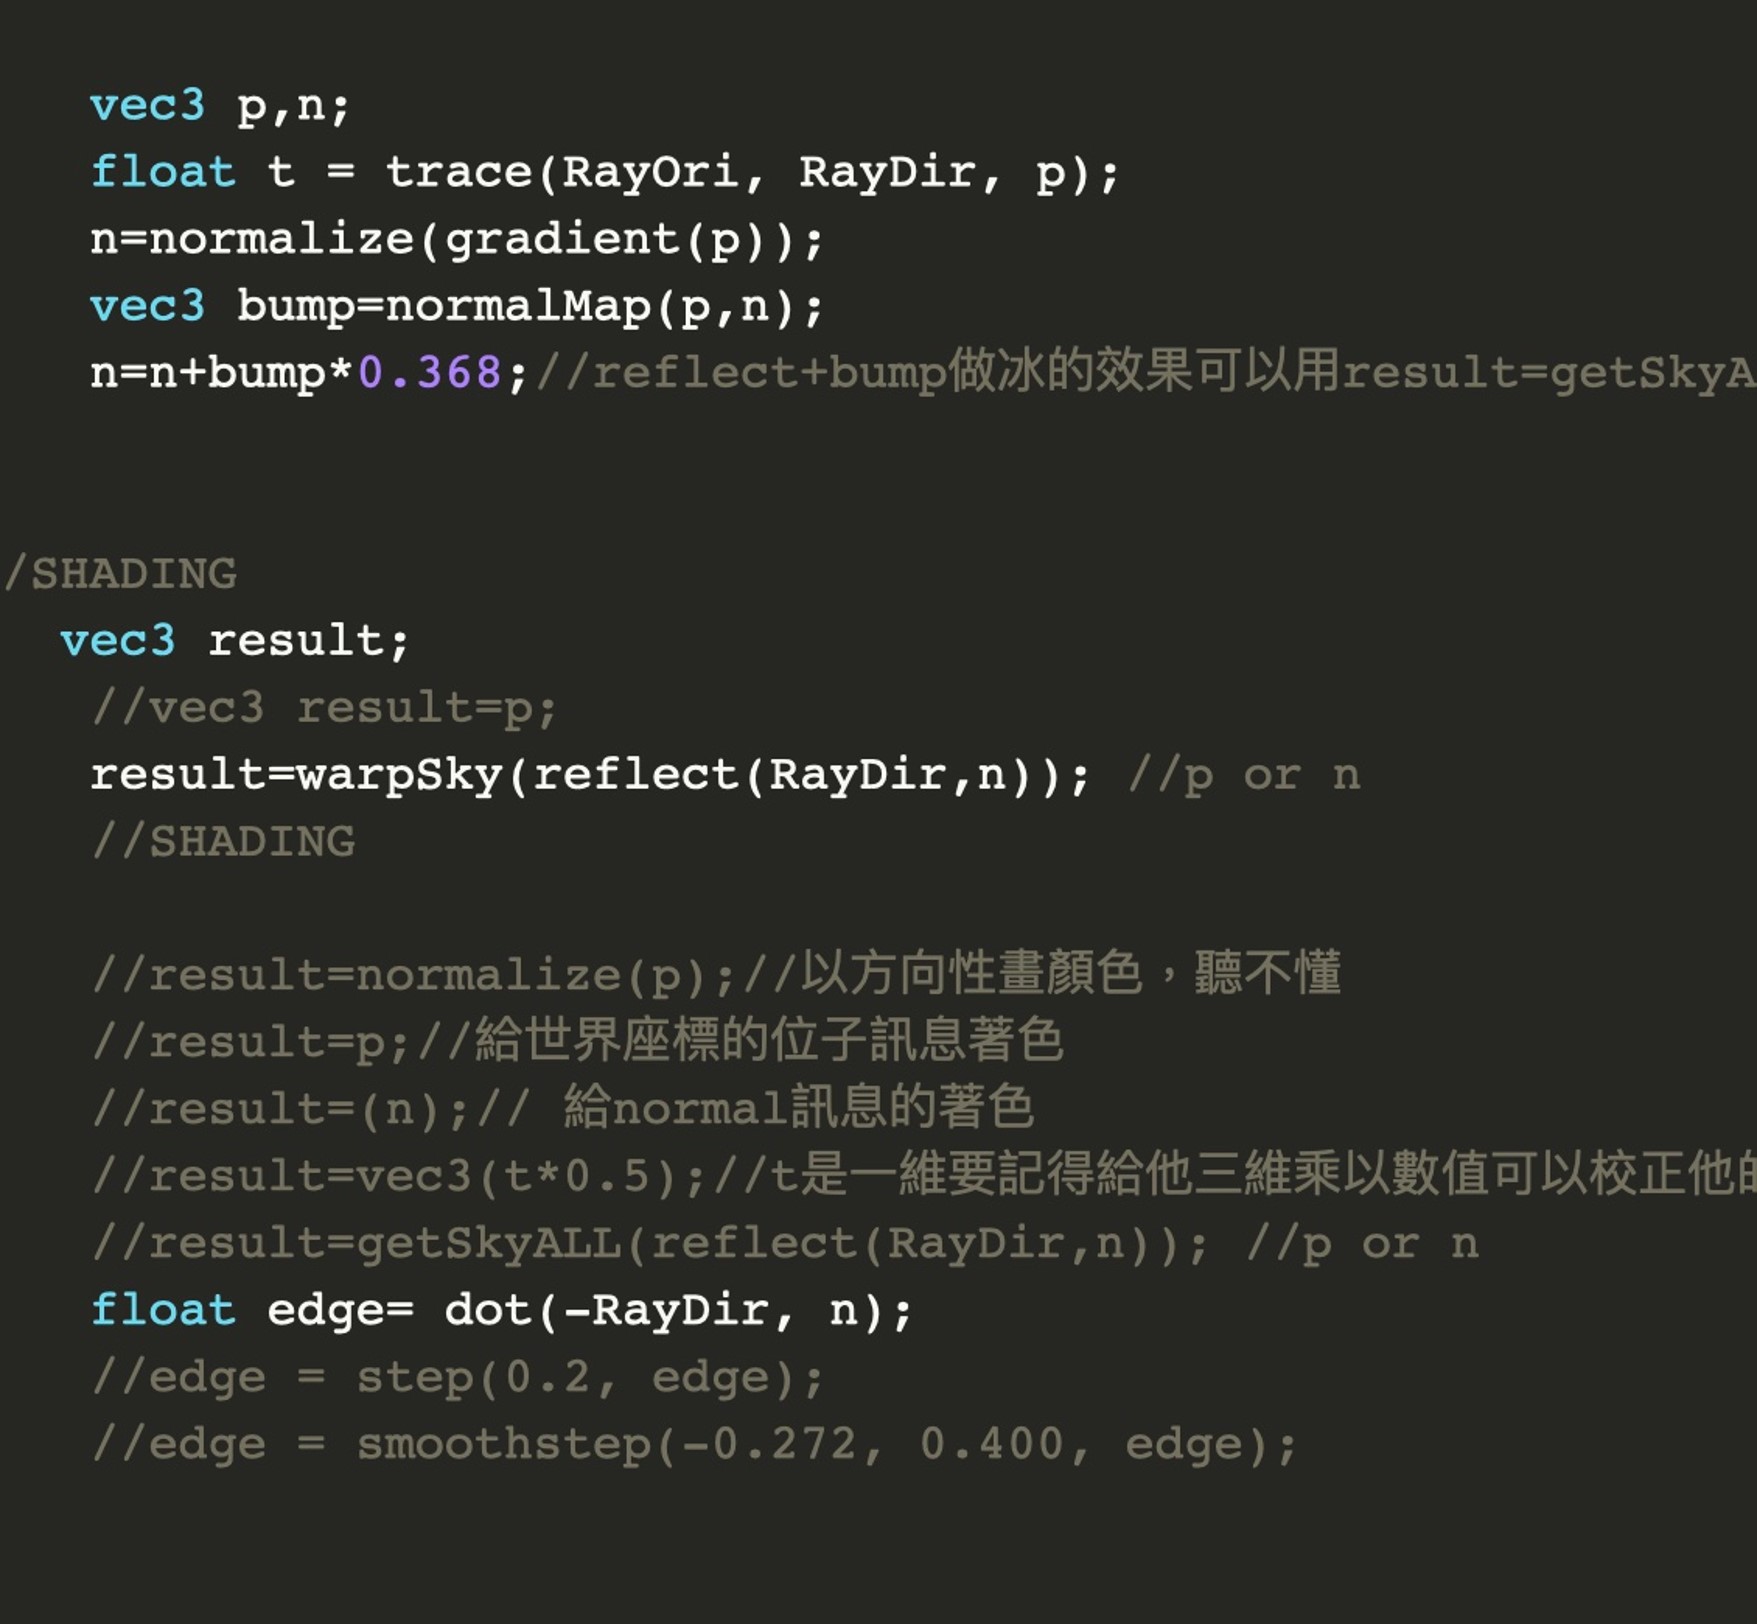 vec3 p,n;
float t = trace(RayOri, RayDir, p);
n=normalize(gradient(p));
vec3 bump=normalMap(p,n);
n=n+bump*0.368;//reflect+bump做冰的效果可以用result=getSkyA
/SHADING
vec3 result;
//vec3 result=p;
result=warpSky(reflect(RayDir,n)); //p or n
//SHADING
//result=normalize(p);//以方向性畫顏色，聽不懂
//result=p;//給世界座標的位子訊息著色
//result=(n);// 給normal訊息的著色
//result=vec3(t*0.5);//t是一維要記得給他三維乘以數值可以校正他的
//result=getSkyALL(reflect(RayDir,n)); //p or n
float edge= dot(-RayDir, n);
//edge = step(0.2, edge);
//edge = smoothstep(-0.272, 0.400, edge);